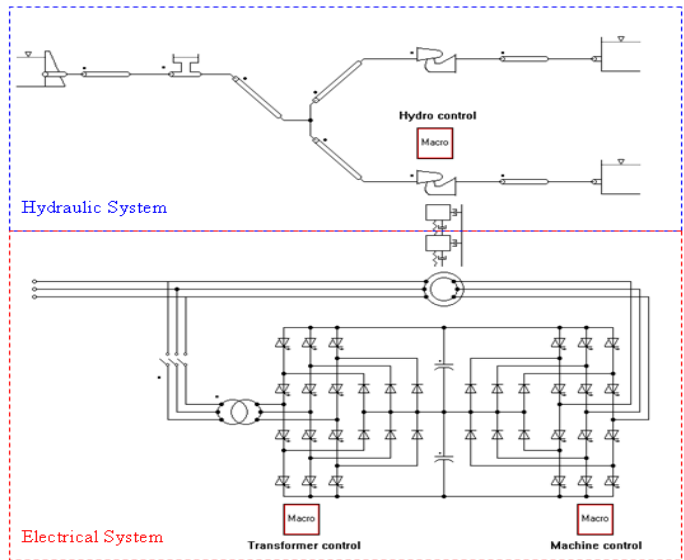 Hydro control
Macro
Hydraulic System
Macro
Macro
Electrical System
Transformer control
Machine control